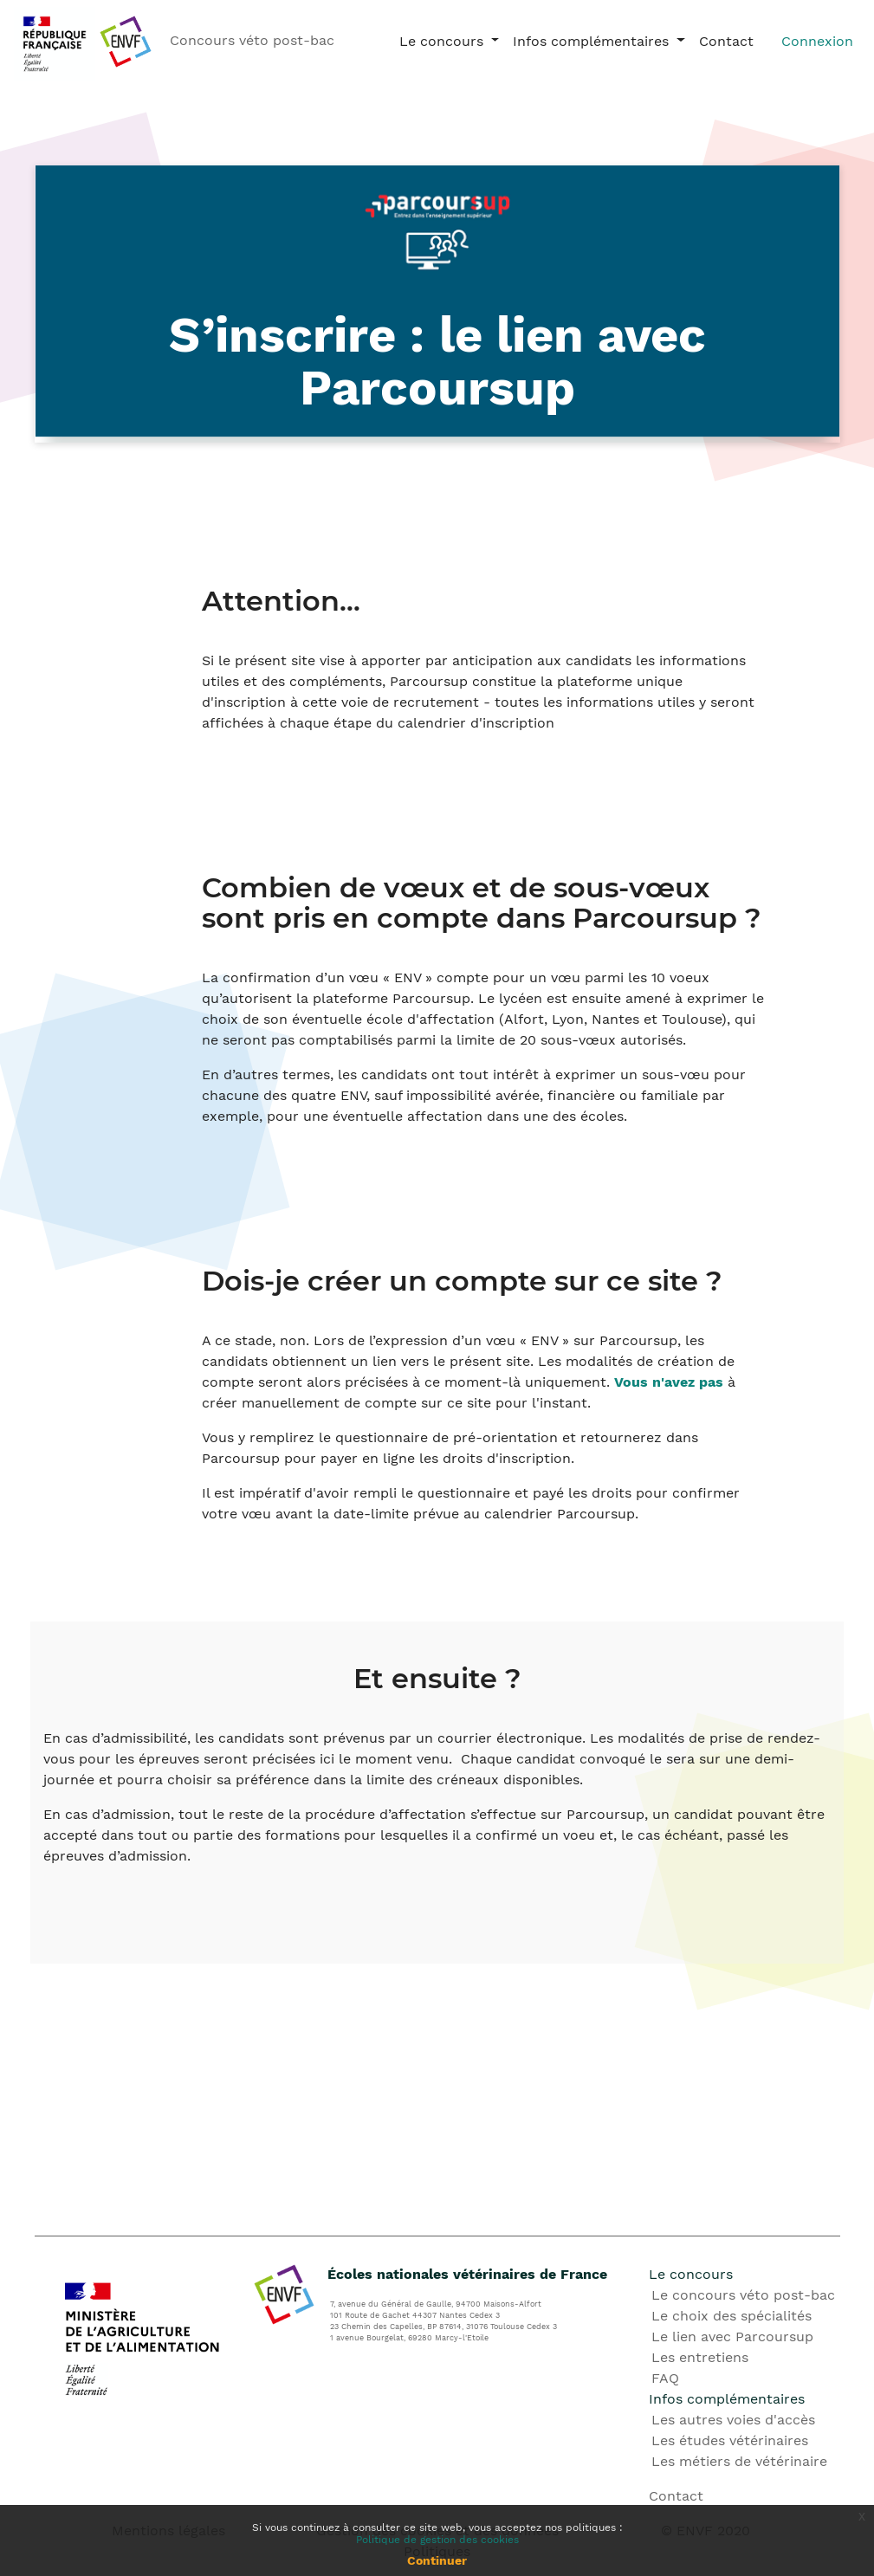 RÉPUBLIQUE
FRANÇAISE
Liberté
Égalité
Fraternité
ENVF
Concours véto post-bac
Le concours
Infos complémentaires
Contact
Connexion
parcoursup
Entrez dans l'enseignement supérieur
S’inscrire : le lien avec
Parcoursup
Attention...
Si le présent site vise à apporter par anticipation aux candidats les informations
utiles et des compléments, Parcoursup constitue la plateforme unique
d'inscription à cette voie de recrutement - toutes les informations utiles y seront
affichées à chaque étape du calendrier d'inscription
Combien de vœux et de sous-vœux
sont pris en compte dans Parcoursup ?
La confirmation d’un vœu « ENV » compte pour un vœu parmi les 10 voeux
qu’autorisent la plateforme Parcoursup. Le lycéen est ensuite amené à exprimer le
choix de son éventuelle école d'affectation (Alfort, Lyon, Nantes et Toulouse), qui
ne seront pas comptabilisés parmi la limite de 20 sous-vœux autorisés.
En d’autres termes, les candidats ont tout intérêt à exprimer un sous-vœu pour
chacune des quatre ENV, sauf impossibilité avérée, financière ou familiale par
exemple, pour une éventuelle affectation dans une des écoles.
Dois-je créer un compte sur ce site ?
A ce stade, non. Lors de l’expression d’un vœu « ENV » sur Parcoursup, les
candidats obtiennent un lien vers le présent site. Les modalités de création de
compte seront alors précisées à ce moment-là uniquement. Vous n'avez pas à
créer manuellement de compte sur ce site pour l'instant.
Vous y remplirez le questionnaire de pré-orientation et retournerez dans
Parcoursup pour payer en ligne les droits d'inscription.
Il est impératif d'avoir rempli le questionnaire et payé les droits pour confirmer
votre vœu avant la date-limite prévue au calendrier Parcoursup.
Et ensuite ?
En cas d’admissibilité, les candidats sont prévenus par un courrier électronique. Les modalités de prise de rendez-
vous pour les épreuves seront précisées ici le moment venu.  Chaque candidat convoqué le sera sur une demi-
journée et pourra choisir sa préférence dans la limite des créneaux disponibles.
En cas d’admission, tout le reste de la procédure d’affectation s’effectue sur Parcoursup, un candidat pouvant être
accepté dans tout ou partie des formations pour lesquelles il a confirmé un voeu et, le cas échéant, passé les
épreuves d’admission.
MINISTÈRE
DE L’AGRICULTURE
ET DE L’ALIMENTATION
Liberté
Égalité
Fraternité
ENVF
Écoles nationales vétérinaires de France
7, avenue du Général de Gaulle, 94700 Maisons-Alfort
101 Route de Gachet 44307 Nantes Cedex 3
23 Chemin des Capelles, BP 87614, 31076 Toulouse Cedex 3
1 avenue Bourgelat, 69280 Marcy-l'Etoile
Le concours
Le concours véto post-bac
Le choix des spécialités
Le lien avec Parcoursup
Les entretiens
FAQ
Infos complémentaires
Les autres voies d'accès
Les études vétérinaires
Les métiers de vétérinaire
Contact
x
Mentions légales
© ENVF 2020
Si vous continuez à consulter ce site web, vous acceptez nos politiques :
Politique de gestion des cookies
Continuer